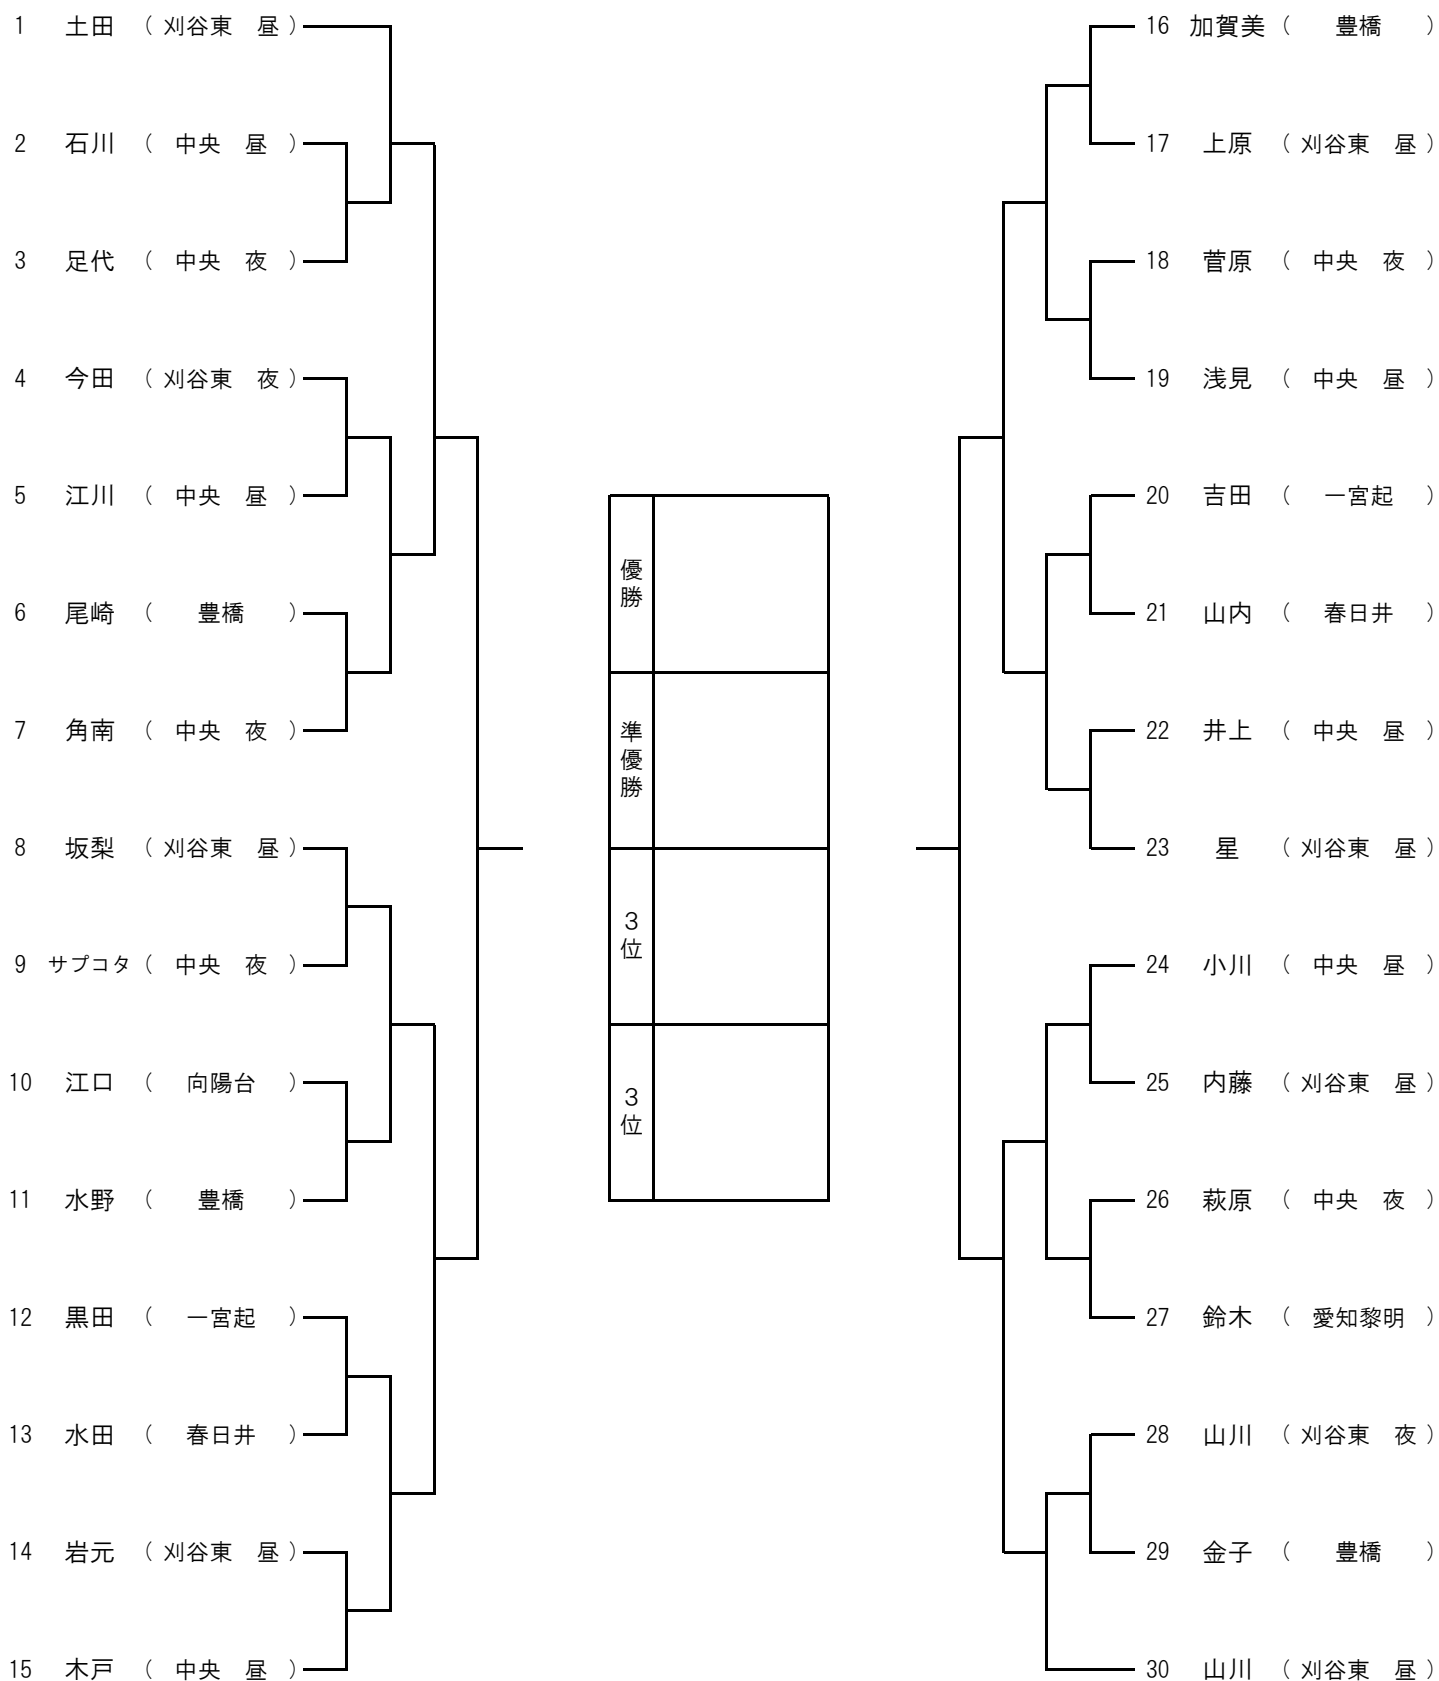 1 土田 （ 刈谷東 昼 ）
2 石川 （ 中央 昼 ）
3 足代 （ 中央 夜 ）
4 今田 （ 刈谷東 夜 ）
5 江川 （ 中央 昼 ）
6 尾崎 （ 豊橋 ）
7 角南 （ 中央 夜 ）
8 坂梨 （ 刈谷東 昼 ）
9 サプコタ （ 中央 夜 ）
10 江口 （ 向陽台 ）
11 水野 （ 豊橋 ）
12 黒田 （ 一宮起 ）
13 水田 （ 春日井 ）
14 岩元 （ 刈谷東 昼 ）
15 木戸 （ 中央 昼 ）
優勝
準優勝
３位
３位
16 加賀美 （ 豊橋 ）
17 上原 （ 刈谷東 昼 ）
18 菅原 （ 中央 夜 ）
19 浅見 （ 中央 昼 ）
20 吉田 （ 一宮起 ）
21 山内 （ 春日井 ）
22 井上 （ 中央 昼 ）
23 星 （ 刈谷東 昼 ）
24 小川 （ 中央 昼 ）
25 内藤 （ 刈谷東 昼 ）
26 萩原 （ 中央 夜 ）
27 鈴木 （ 愛知黎明 ）
28 山川 （ 刈谷東 夜 ）
29 金子 （ 豊橋 ）
30 山川 （ 刈谷東 昼 ）